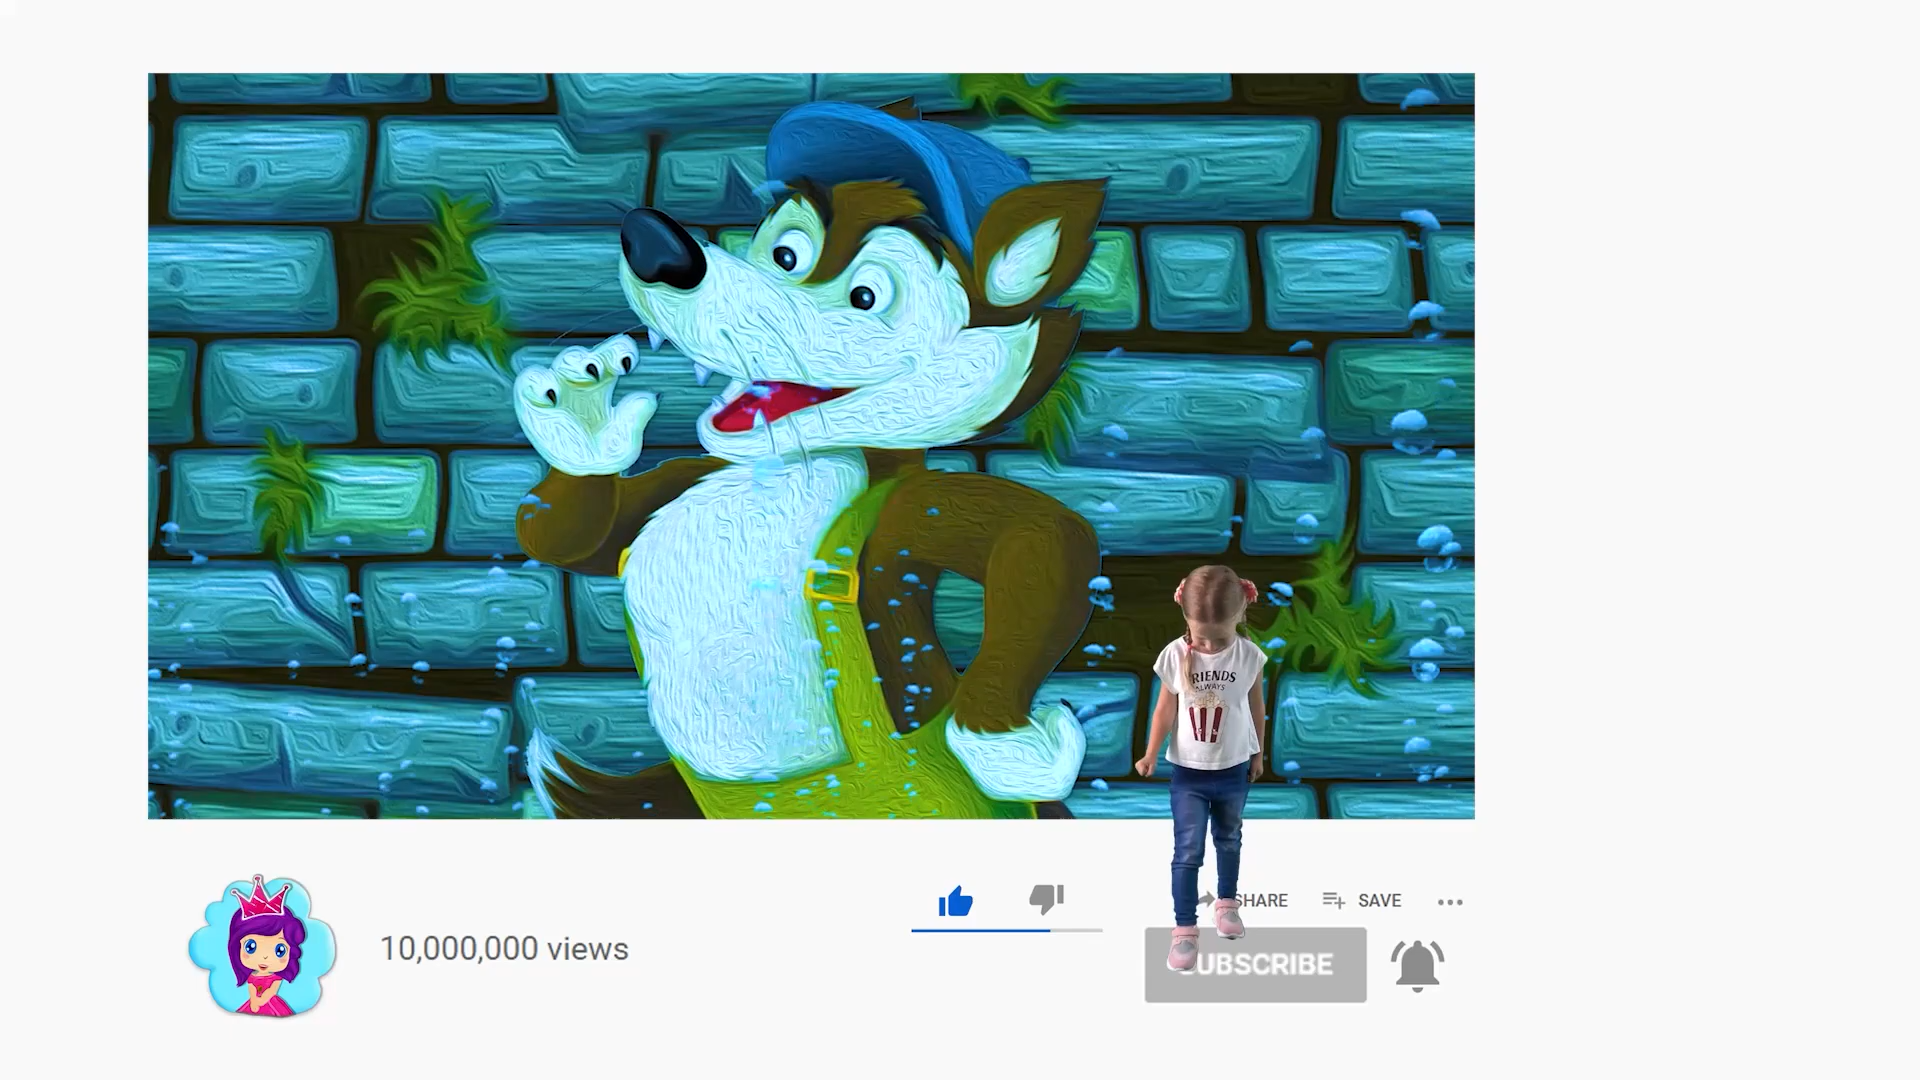 RIENDS
ALWAYS
SHARE
SAVE
10,000,000 views
UBSCRIBE